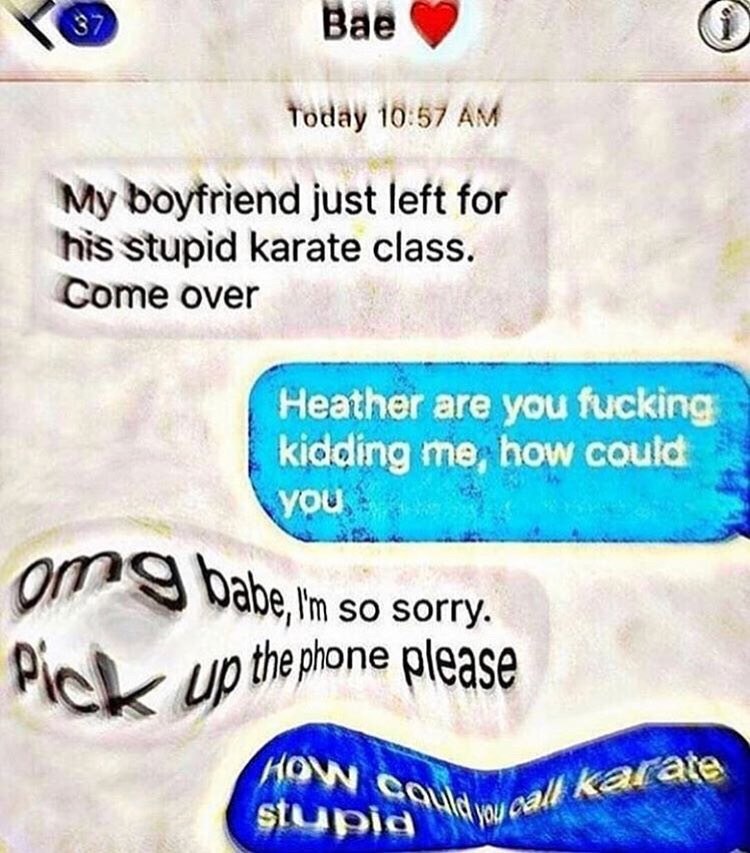 37
Bae ❤️
i
Today 10:57 AM
My boyfriend just left for
his stupid karate class.
Come over
Heather are you fucking
kidding me, how could
you
omg babe, I'm so sorry.
Pick up the phone please
How could you call karate
stupid